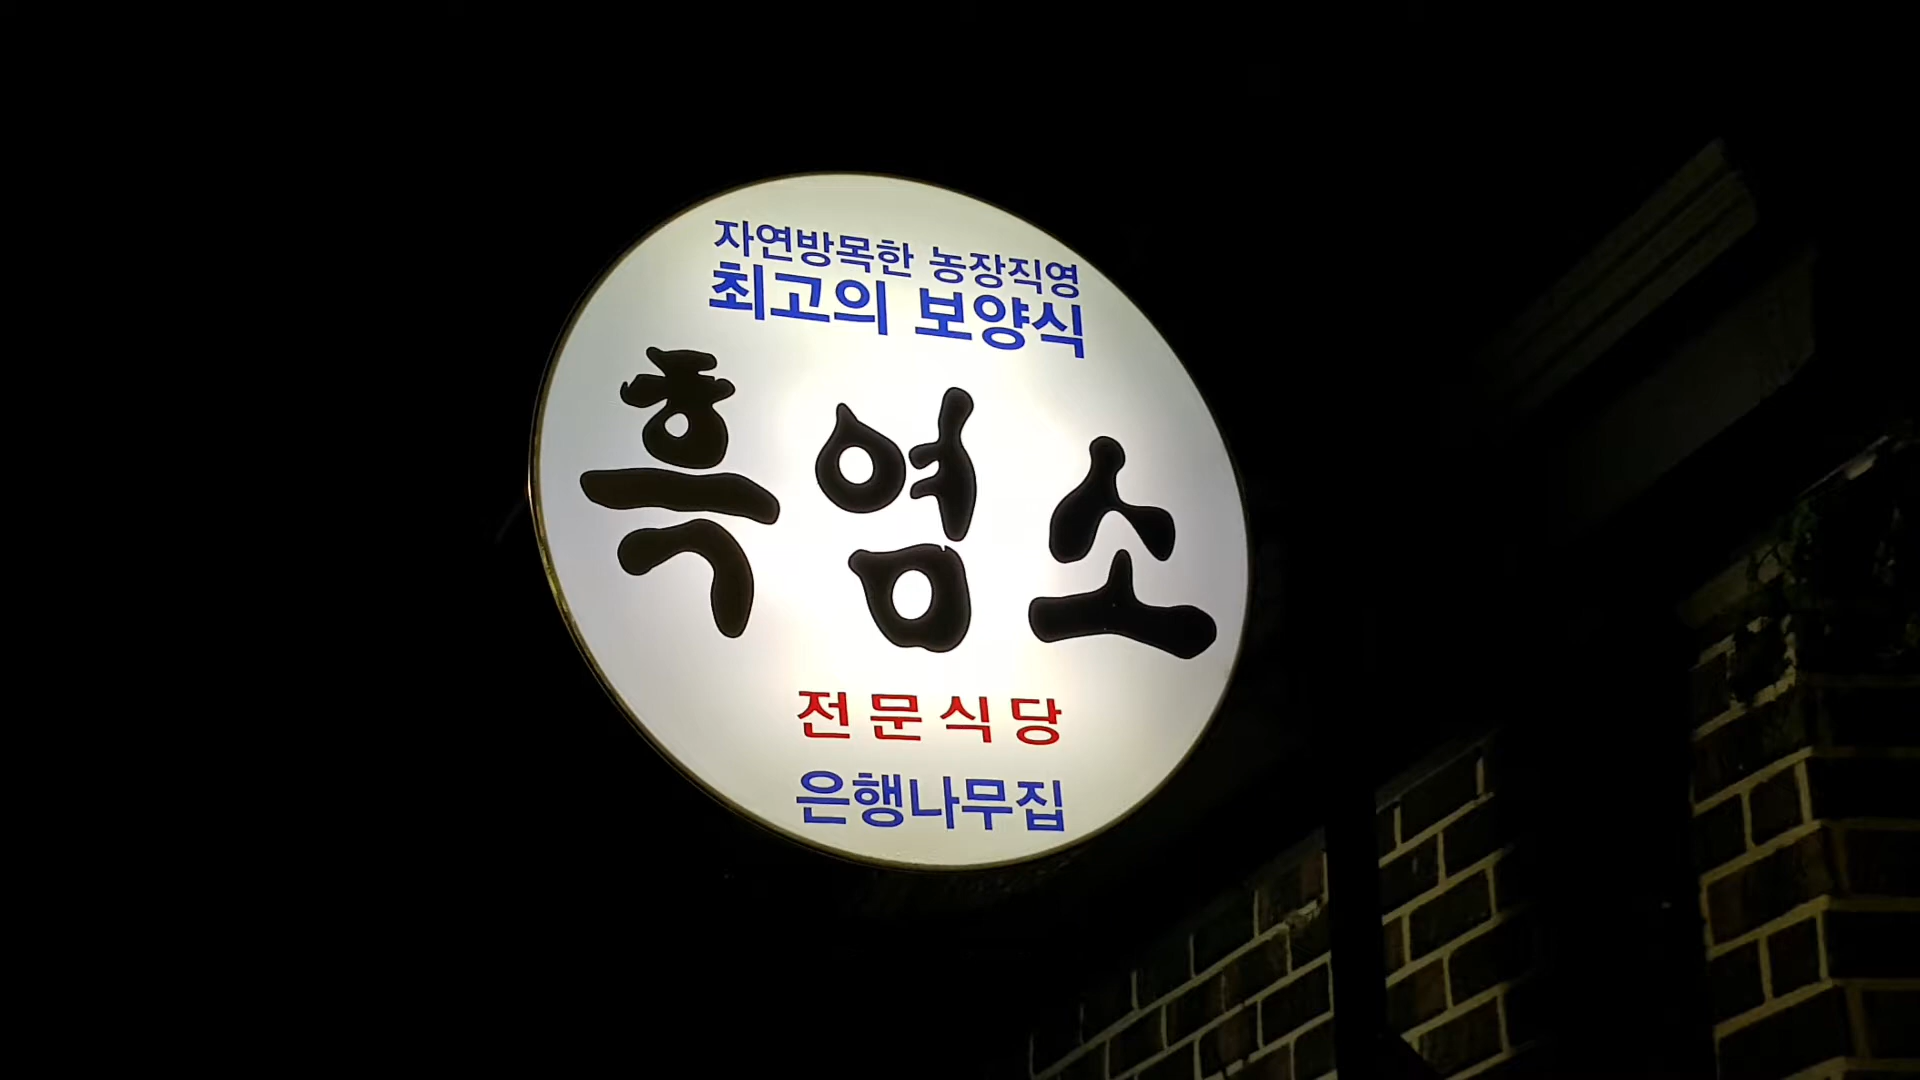 자연방목한 농장직영
최고의 보양식
흑염소
전문식당
은행나무집